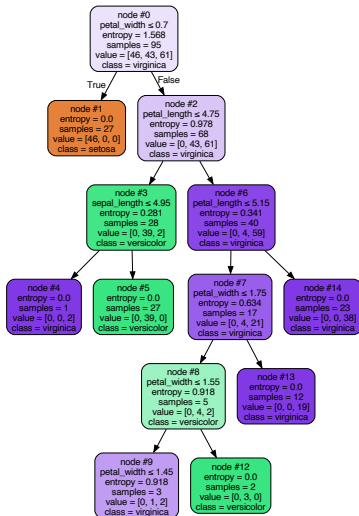 node #0
petal_width ≤ 0.7
entropy = 1.568
samples = 95
value = [46, 43, 61]
class = virginica
True
False
node #1
entropy = 0.0
samples = 27
value = [46, 0, 0]
class = setosa
node #2
petal_length ≤ 4.75
entropy = 0.978
samples = 68
value = [0, 43, 61]
class = virginica
node #3
sepal_length ≤ 4.95
entropy = 0.281
samples = 28
value = [0, 39, 2]
class = versicolor
node #6
petal_length ≤ 5.15
entropy = 0.341
samples = 40
value = [0, 4, 59]
class = virginica
node #4
entropy = 0.0
samples = 1
value = [0, 0, 2]
class = virginica
node #5
entropy = 0.0
samples = 27
value = [0, 39, 0]
class = versicolor
node #7
petal_width ≤ 1.75
entropy = 0.634
samples = 17
value = [0, 4, 21]
class = virginica
node #14
entropy = 0.0
samples = 23
value = [0, 0, 38]
class = virginica
node #8
petal_width ≤ 1.55
entropy = 0.918
samples = 5
value = [0, 4, 2]
class = versicolor
node #13
entropy = 0.0
samples = 12
value = [0, 0, 19]
class = virginica
node #9
petal_width ≤ 1.45
entropy = 0.918
samples = 3
value = [0, 1, 2]
class = virginica
node #12
entropy = 0.0
samples = 2
value = [0, 3, 0]
class = versicolor